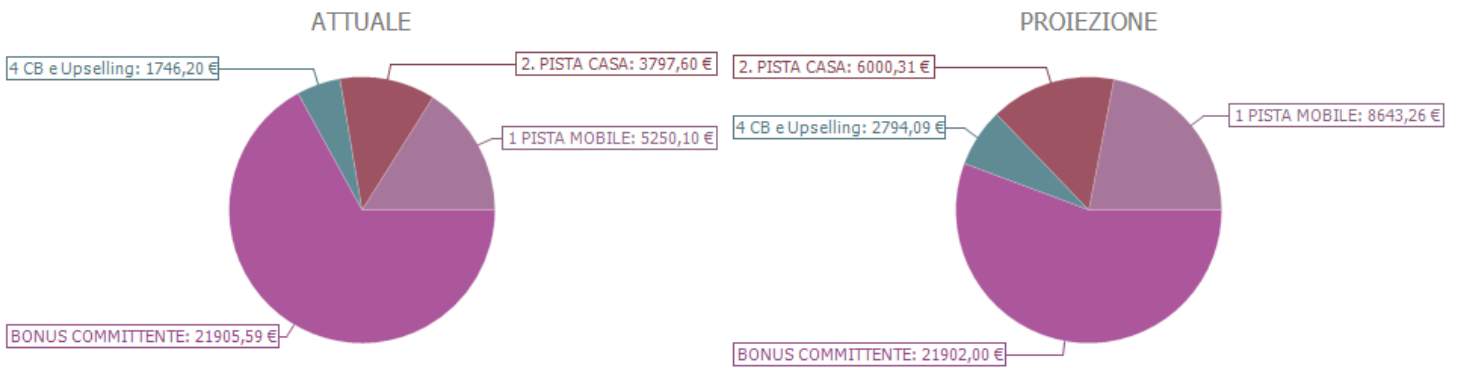 ATTUALE
4 CB e Upselling: 1746,20 €
2. PISTA CASA: 3797,60 €
1 PISTA MOBILE: 5250,10 €
BONUS COMMITTENTE: 21905,59 €
PROIEZIONE
2. PISTA CASA: 6000,31 €
1 PISTA MOBILE: 8643,26 €
4 CB e Upselling: 2794,09 €
BONUS COMMITTENTE: 21902,00 €